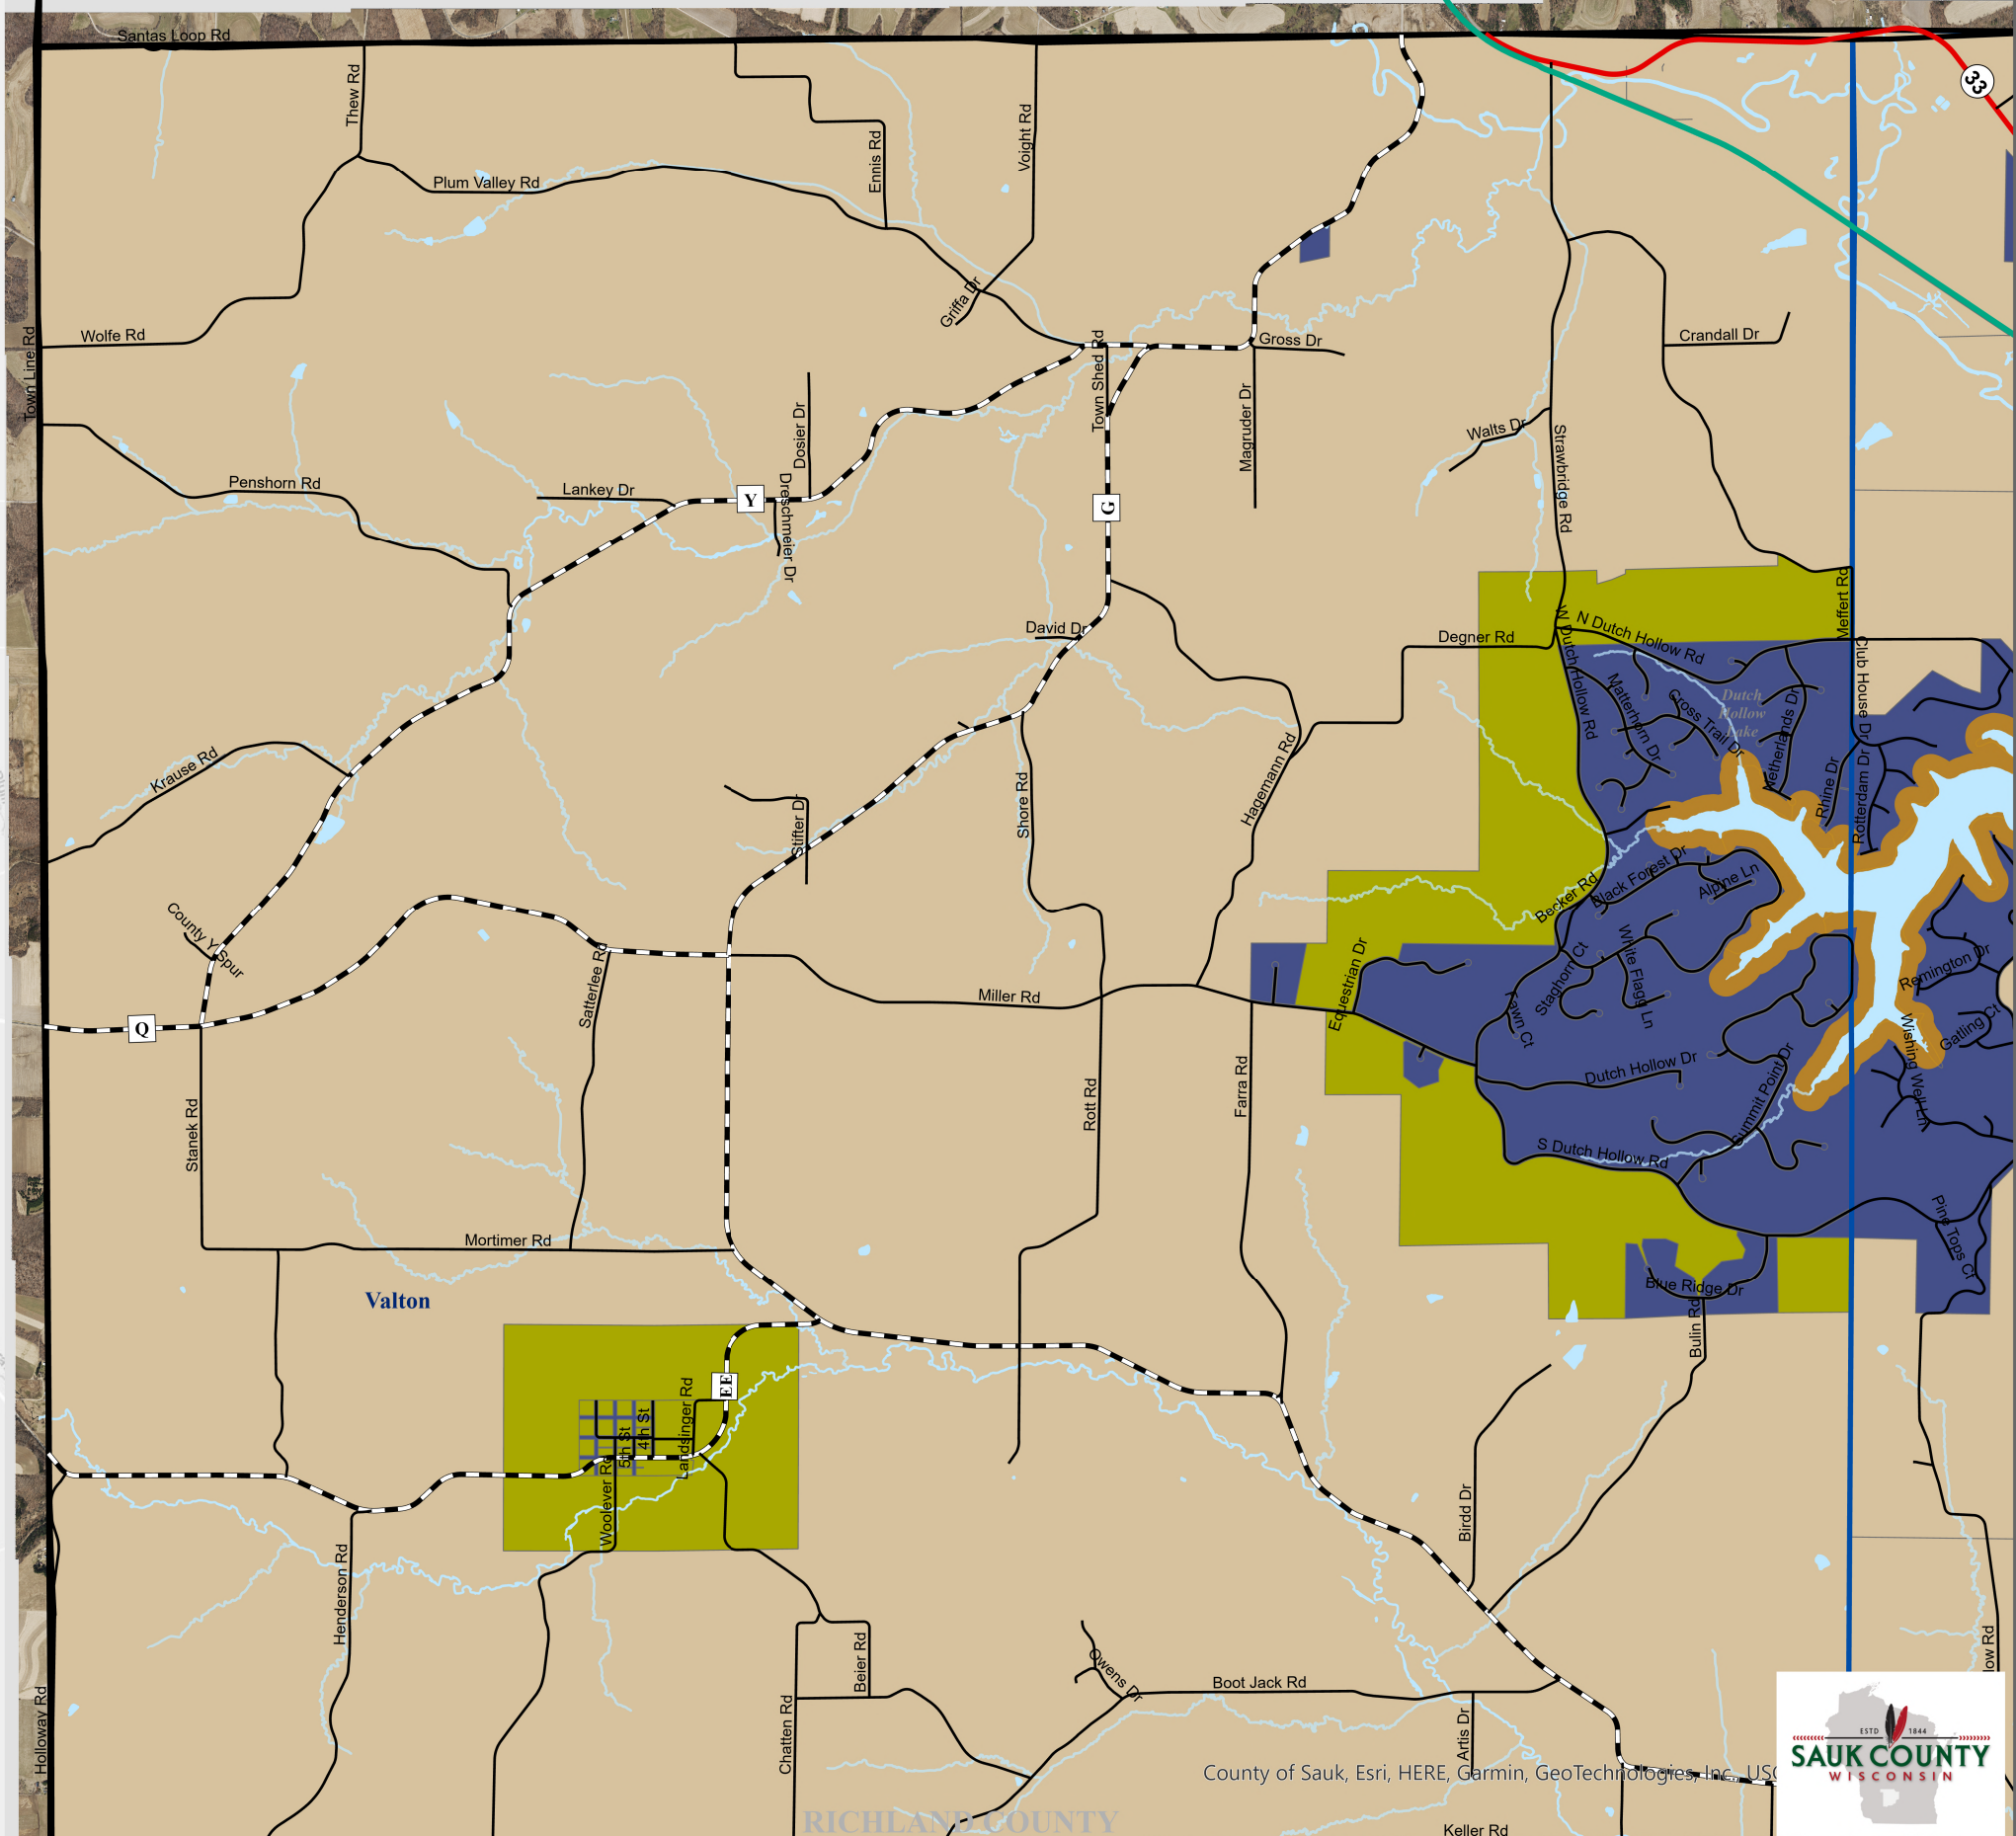 Santas Loop Rd
Thew Rd
Plum Valley Rd
Ennis Rd
Voight Rd
33
Griffa Dr
Wolfe Rd
Town Line Rd
Town Shed Rd
Gross Dr
Crandall Dr
Magruder Dr
Dosier Dr
Walts Dr
Strawbridge Rd
Penshorn Rd
Lankey Dr
Y
Dreschmeier Dr
G
David Dr
Degner Rd
W Dutch Hollow Rd
N Dutch Hollow Rd
Meffert Rd
Club House Dr
Matterhorn Dr
Cross Trail Dr
Dutch
Hollow
Lake
Netherlands Dr
Rhine Dr
Rotterdam Dr
Krause Rd
Stifter Dr
Shore Rd
Hagemann Rd
Becker Rd
Black Forest Dr
Alpine Ln
County Y Spur
Satterlee Rd
Miller Rd
Equestrian Dr
Staghorn Ct
White Flagg Ln
Fawn Ct
Remington Dr
Gatling Ct
Wishing Well Ln
Q
Stanek Rd
Rott Rd
Farra Rd
Dutch Hollow Dr
Summit Point Dr
S Dutch Hollow Rd
Pine Tops Ct
Mortimer Rd
Valton
Blue Ridge Dr
Bulin Rd
EE
Landsinger Rd
4th St
5th St
Woolever Rd
Birdd Dr
Henderson Rd
Holloway Rd
Beier Rd
Chatten Rd
Owens Dr
Boot Jack Rd
Artis Dr
low Rd
County of Sauk, Esri, HERE, Garmin, GeoTechnologies, Inc., USG
RICHLAND COUNTY
Keller Rd
ESTD 1844
SAUK COUNTY
WISCONSIN